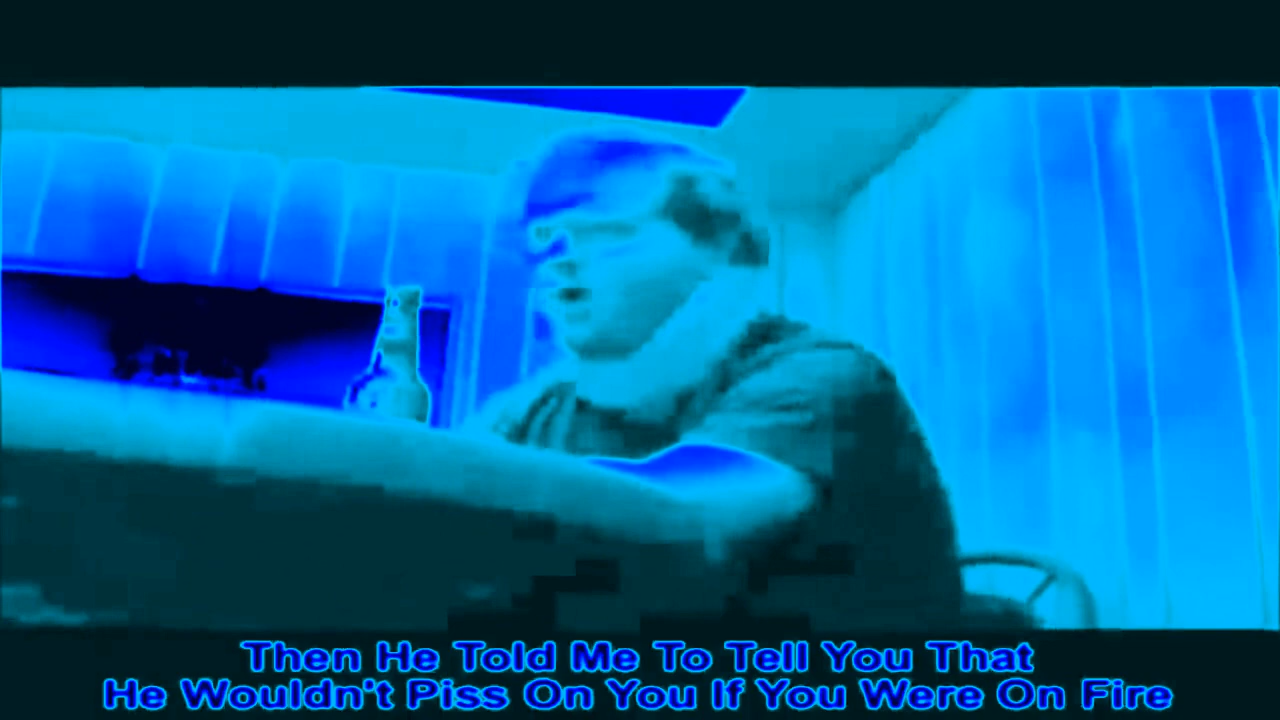 Then He Told Me To Tell You That
He Wouldn't Piss On You If You Were On Fire